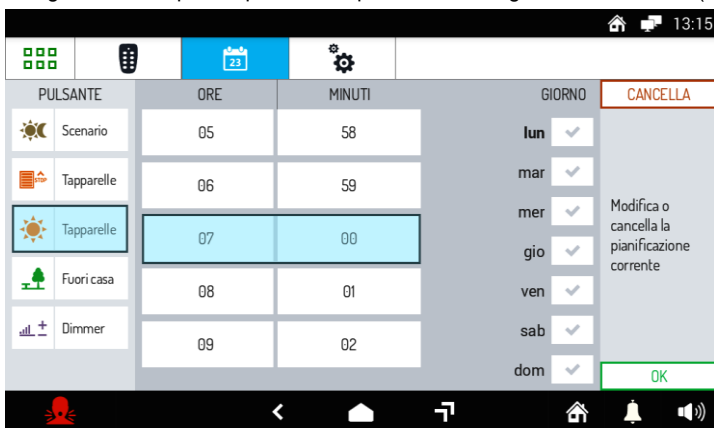 13:15
23
PULSANTE ORE MINUTI GIORNO CANCELLA
Scenario 05 58 lun
STOP Tapparelle 06 59 mar
Tapparelle 07 00 mer
gio
Fuori casa 08 01 ven
Dimmer 09 02 sab
dom
Modifica o
cancella la
pianificazione
corrente
OK